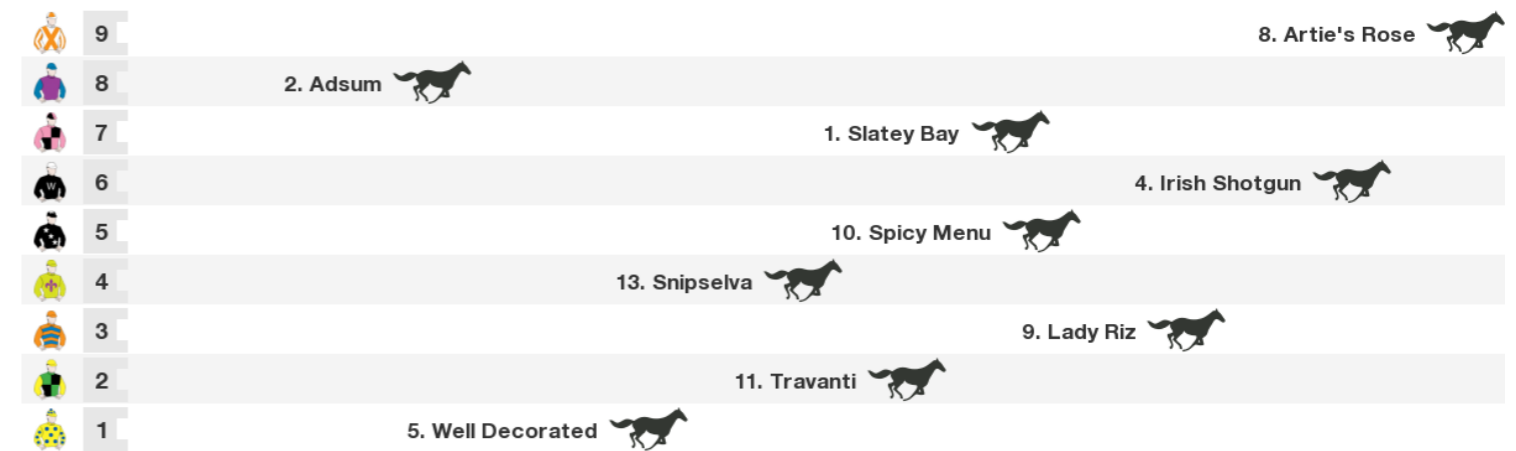 9 8. Artie's Rose
8 2. Adsum
7 1. Slatey Bay
W 6 4. Irish Shotgun
5 10. Spicy Menu
4 13. Snipselva
3 9. Lady Riz
2 11. Travanti
1 5. Well Decorated